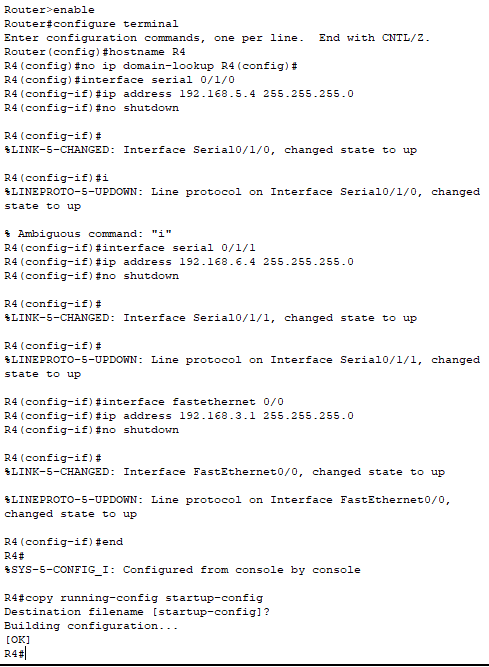 Router>enable
Router#configure terminal
Enter configuration commands, one per line.  End with CNTL/Z.
Router(config)#hostname R4
R4(config)#no ip domain-lookup R4(config)#
R4(config)#interface serial 0/1/0
R4(config-if)#ip address 192.168.5.4 255.255.255.0
R4(config-if)#no shutdown
R4(config-if)#
%LINK-5-CHANGED: Interface Serial0/1/0, changed state to up
R4(config-if)#i
%LINEPROTO-5-UPDOWN: Line protocol on Interface Serial0/1/0, changed
state to up
% Ambiguous command: "i"
R4(config-if)#interface serial 0/1/1
R4(config-if)#ip address 192.168.6.4 255.255.255.0
R4(config-if)#no shutdown
R4(config-if)#
%LINK-5-CHANGED: Interface Serial0/1/1, changed state to up
R4(config-if)#
%LINEPROTO-5-UPDOWN: Line protocol on Interface Serial0/1/1, changed
state to up
R4(config-if)#interface fastethernet 0/0
R4(config-if)#ip address 192.168.3.1 255.255.255.0
R4(config-if)#no shutdown
R4(config-if)#
%LINK-5-CHANGED: Interface FastEthernet0/0, changed state to up
%LINEPROTO-5-UPDOWN: Line protocol on Interface FastEthernet0/0,
changed state to up
R4(config-if)#end
R4#
%SYS-5-CONFIG_I: Configured from console by console
R4#copy running-config startup-config
Destination filename [startup-config]?
Building configuration...
[OK]
R4#